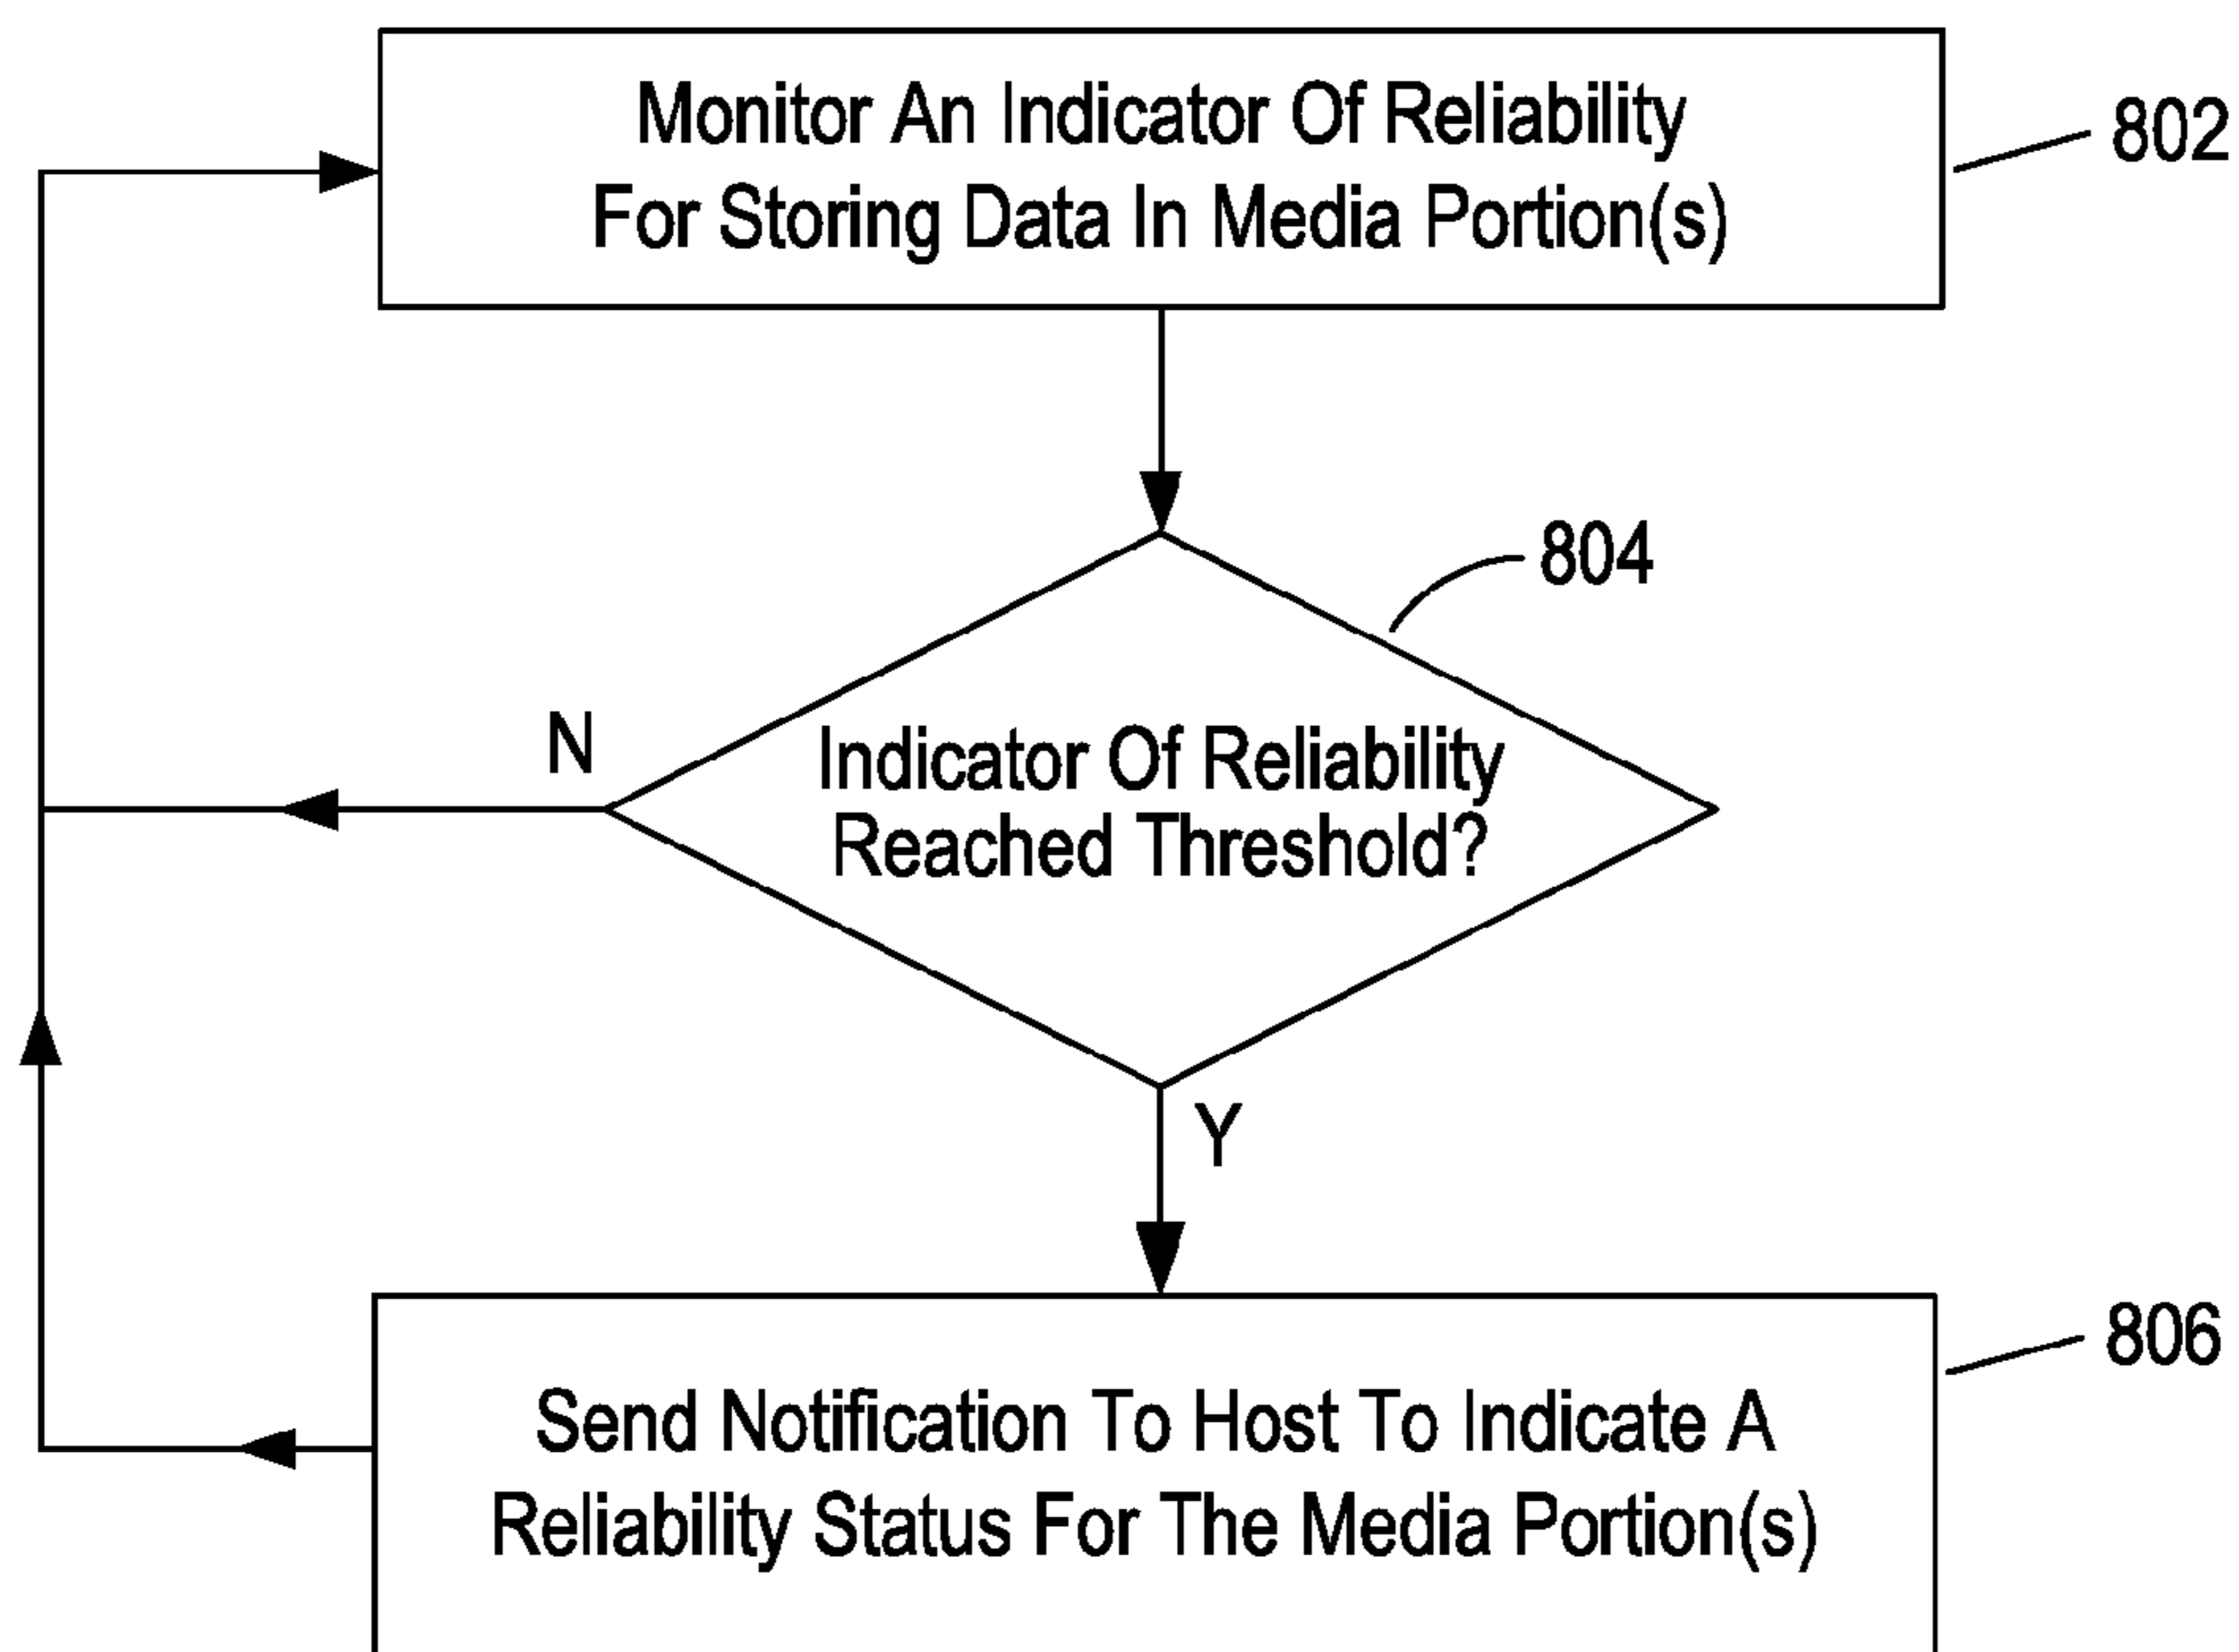 Monitor An Indicator Of Reliability
For Storing Data In Media Portion(s)
802
804
N
Indicator Of Reliability
Reached Threshold?
Y
806
Send Notification To Host To Indicate A
Reliability Status For The Media Portion(s)